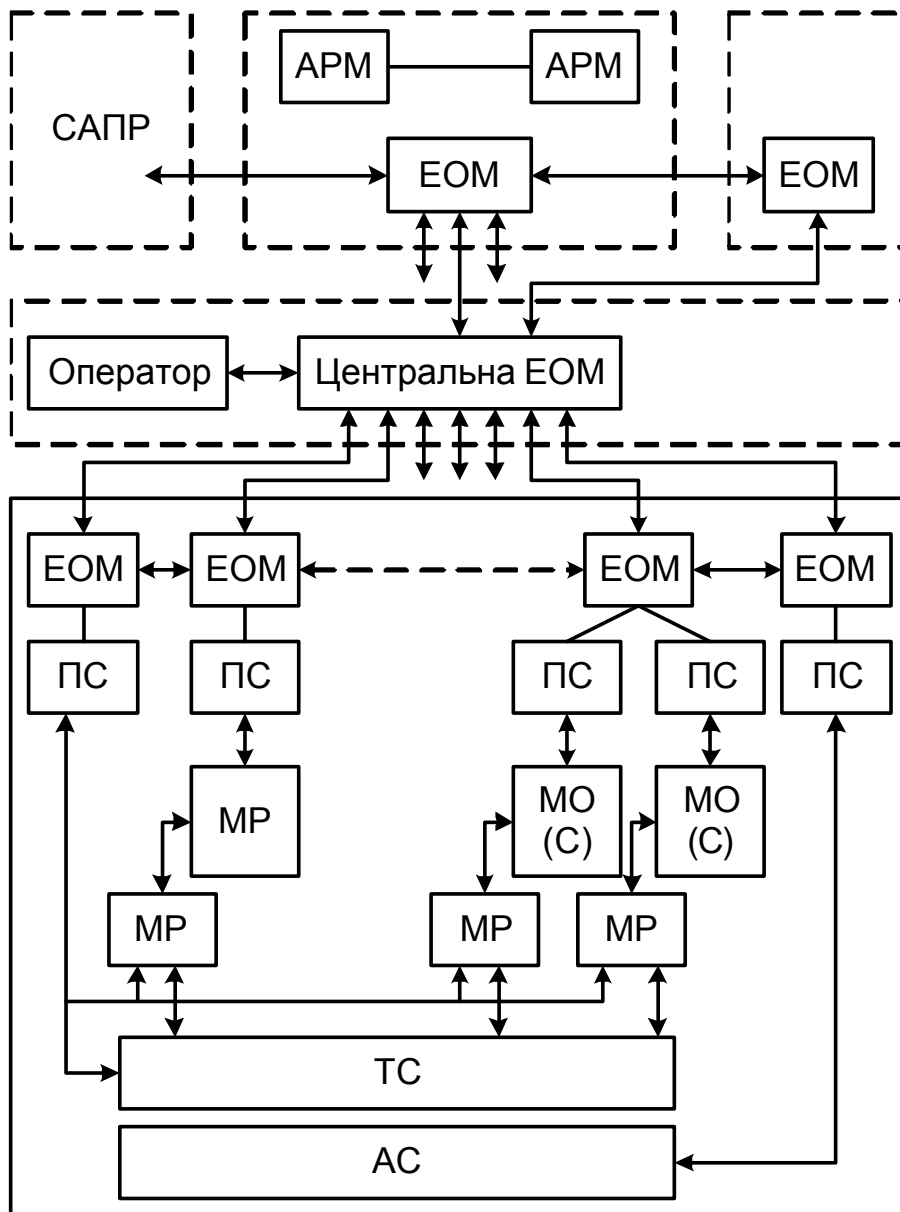 АРМ
АРМ
САПР
ЕОМ
ЕОМ
Оператор
Центральна ЕОМ
ЕОМ
ЕОМ
ЕОМ
ЕОМ
ПС
ПС
ПС
ПС
ПС
МР
МО
(С)
МО
(С)
МР
МР
МР
ТС
АС